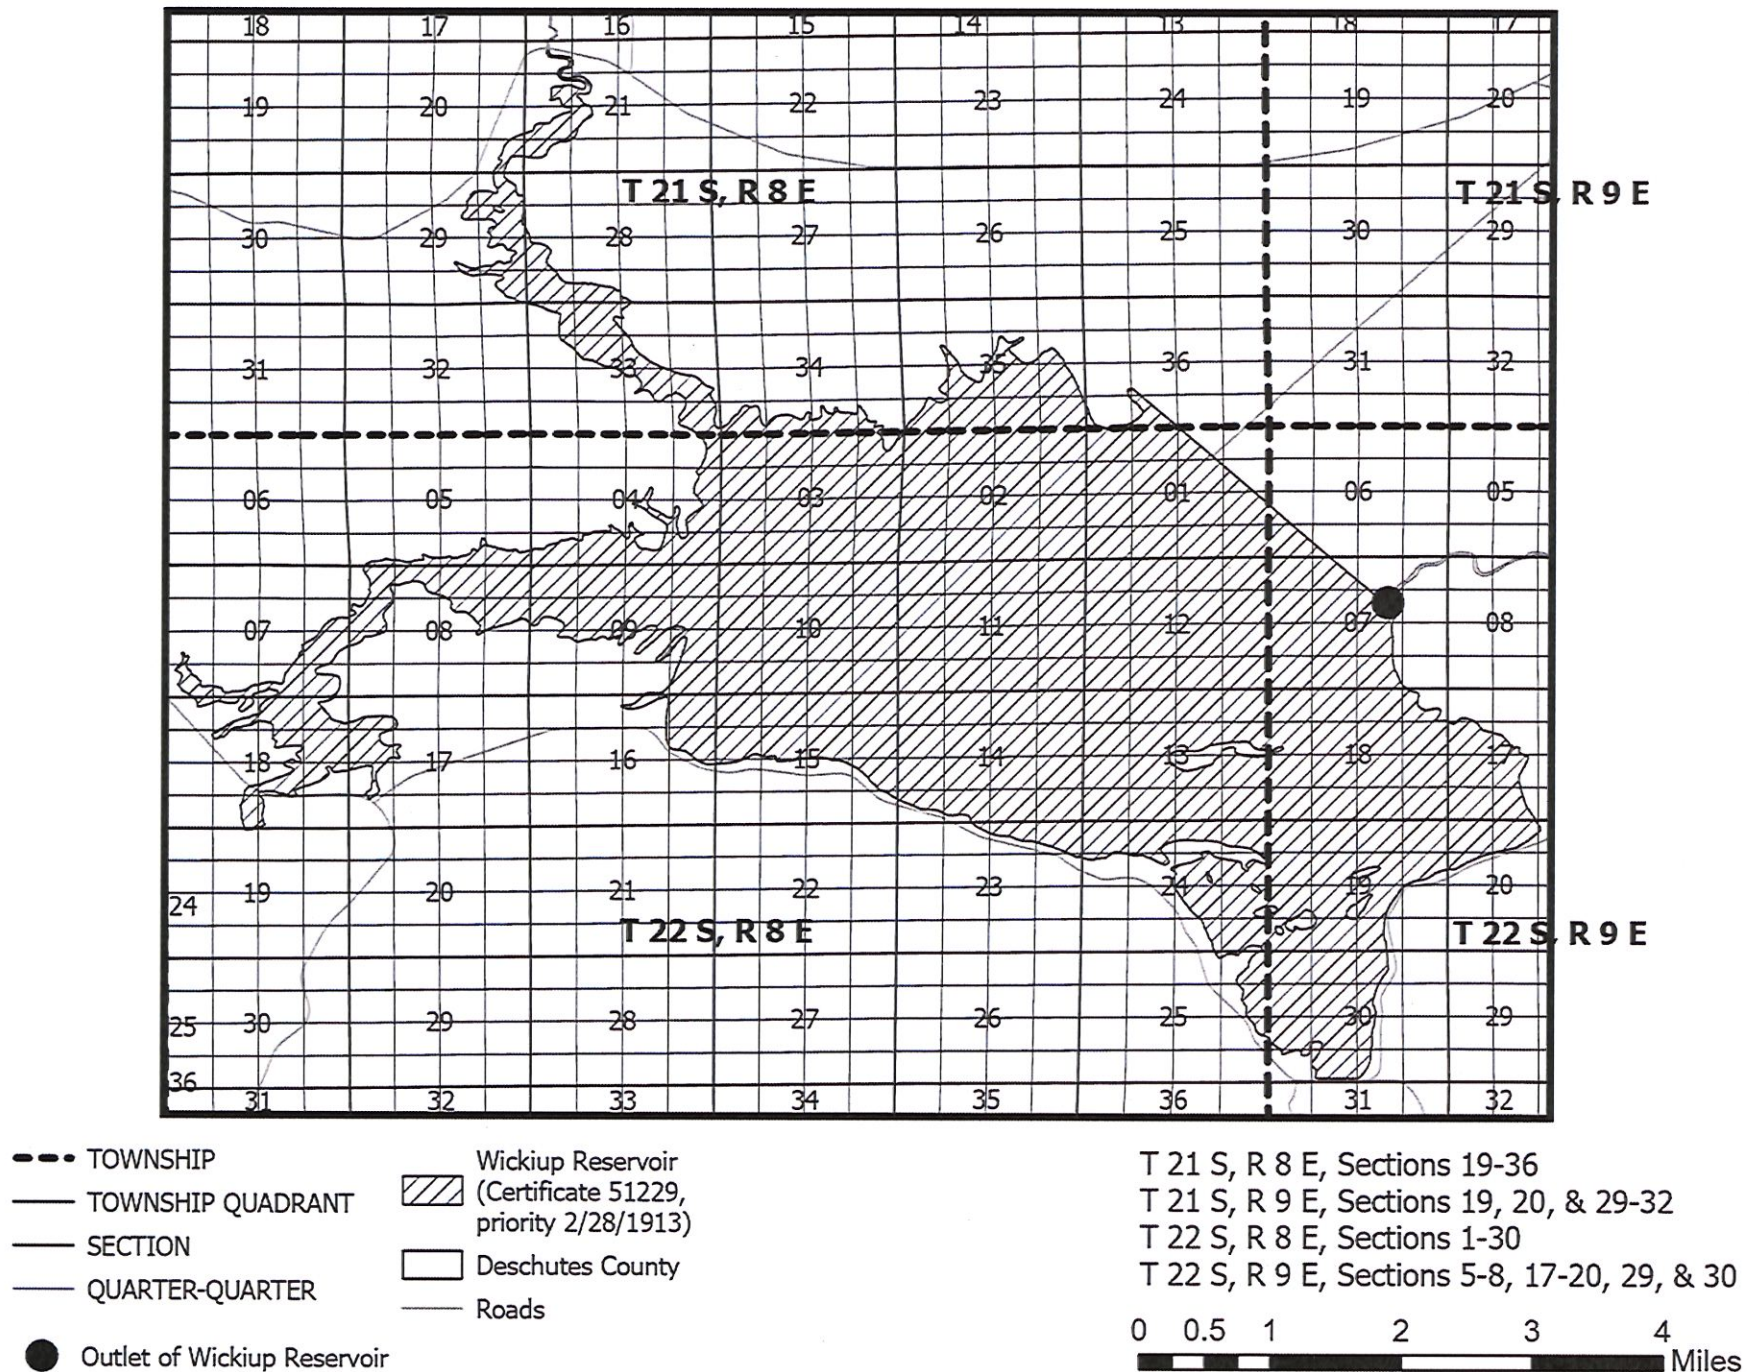 18 17 16 15 14 13 18 17
19 20 21 22 23 24 19 20
T 21 S, R 8 E T 21 S, R 9 E
30 29 28 27 26 25 30 29
31 32 33 34 35 36 31 32
06 05 04 03 02 01 06 05
07 08 09 10 11 12 07 08
18 17 16 15 14 13 18 17
24 19 20 21 22 23 24 19 20
T 22 S, R 8 E T 22 S, R 9 E
25 30 29 28 27 26 25 30 29
36 31 32 33 34 35 36 31 32
TOWNSHIP
TOWNSHIP QUADRANT
SECTION
QUARTER-QUARTER
Outlet of Wickiup Reservoir
Wickiup Reservoir
(Certificate 51229,
priority 2/28/1913)
Deschutes County
Roads
T 21 S, R 8 E, Sections 19-36
T 21 S, R 9 E, Sections 19, 20, & 29-32
T 22 S, R 8 E, Sections 1-30
T 22 S, R 9 E, Sections 5-8, 17-20, 29, & 30
0 0.5 1 2 3 4
Miles